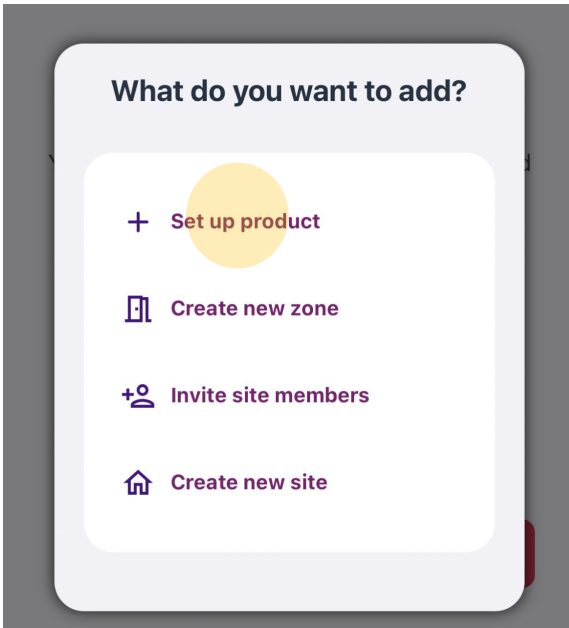 What do you want to add?
Set up product
Create new zone
Invite site members
Create new site